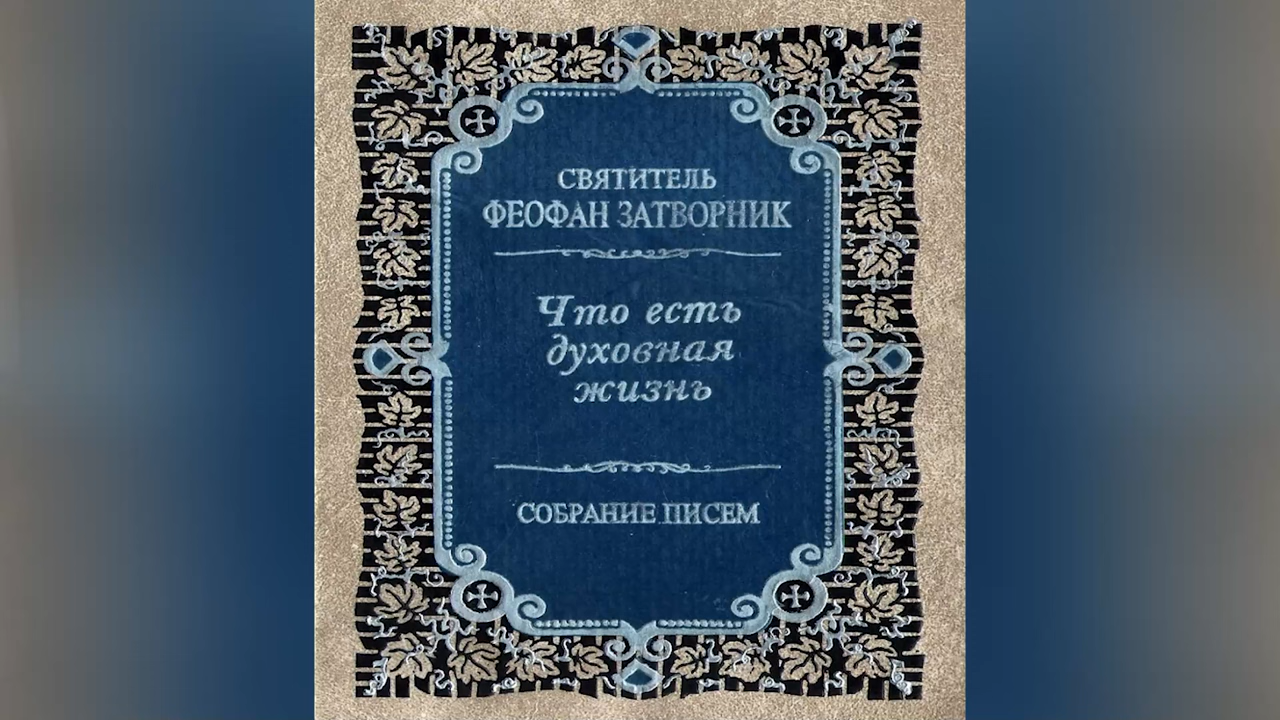 СВЯТИТЕЛЬ
ФЕОФАН ЗАТВОРНИК
Что есть
духовная
жизнь
СОБРАНИЕ ПИСЕМ